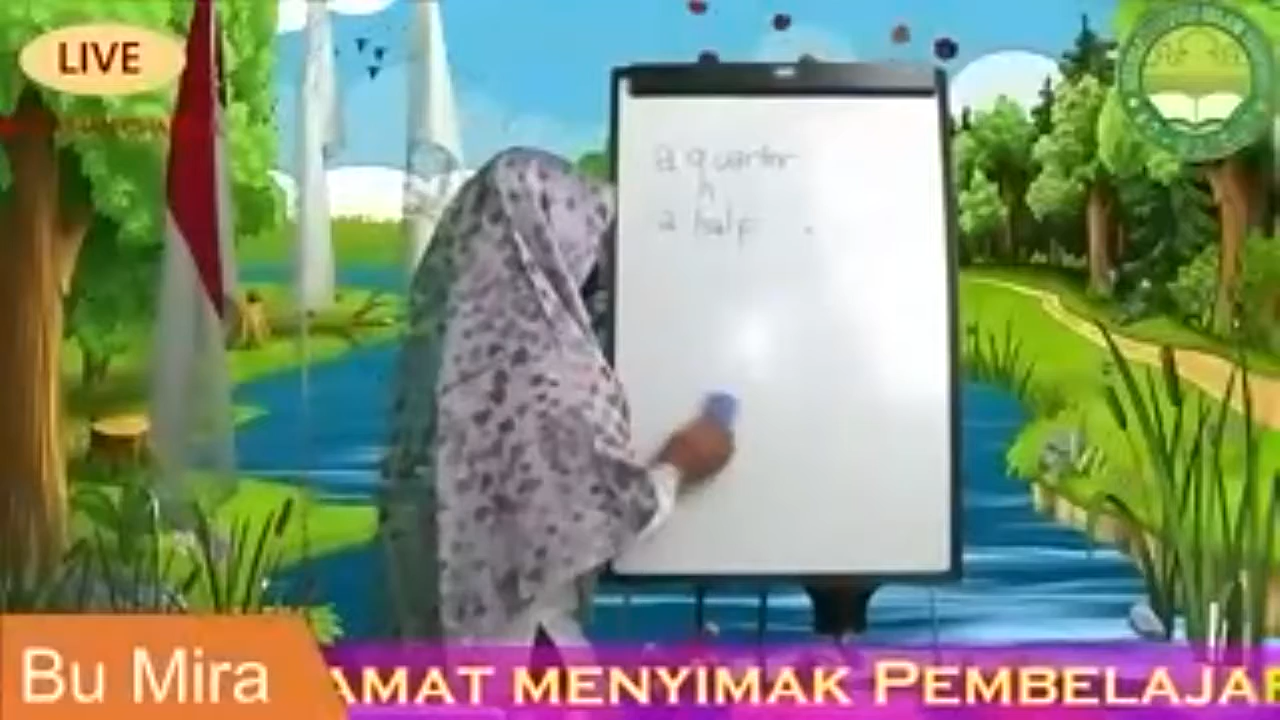 LIVE
a quarter
h
a half
Bu Mira
AMAT MENYIMAK PEMBELAJAR